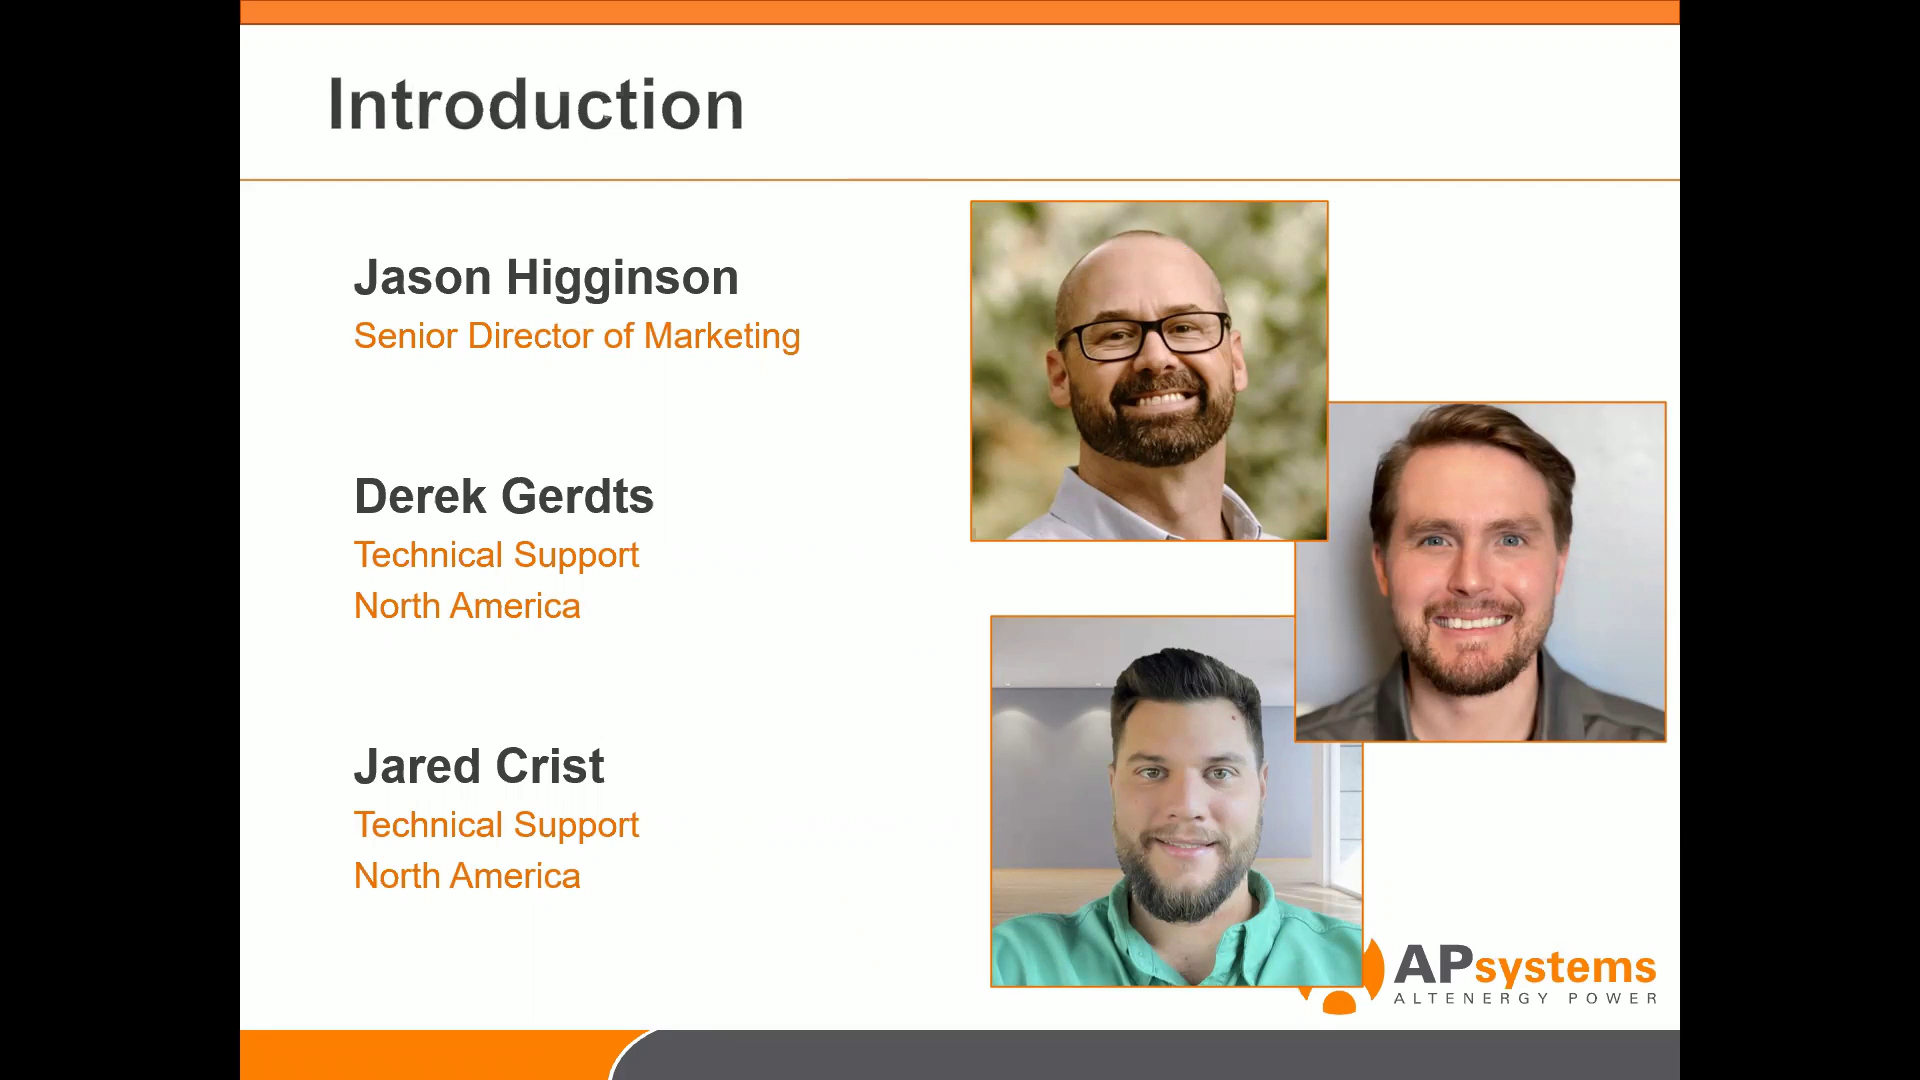 Introduction
Jason Higginson
Senior Director of Marketing
Derek Gerdts
Technical Support
North America
Jared Crist
Technical Support
North America
APsystems
ALTENERGY POWER